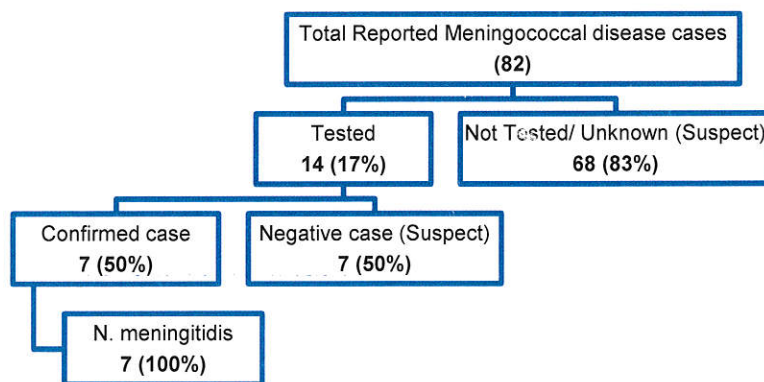 Total Reported Meningococcal disease cases
(82)
Tested
14 (17%)
Not Tested/ Unknown (Suspect)
68 (83%)
Confirmed case
7 (50%)
Negative case (Suspect)
7 (50%)
N. meningitidis
7 (100%)